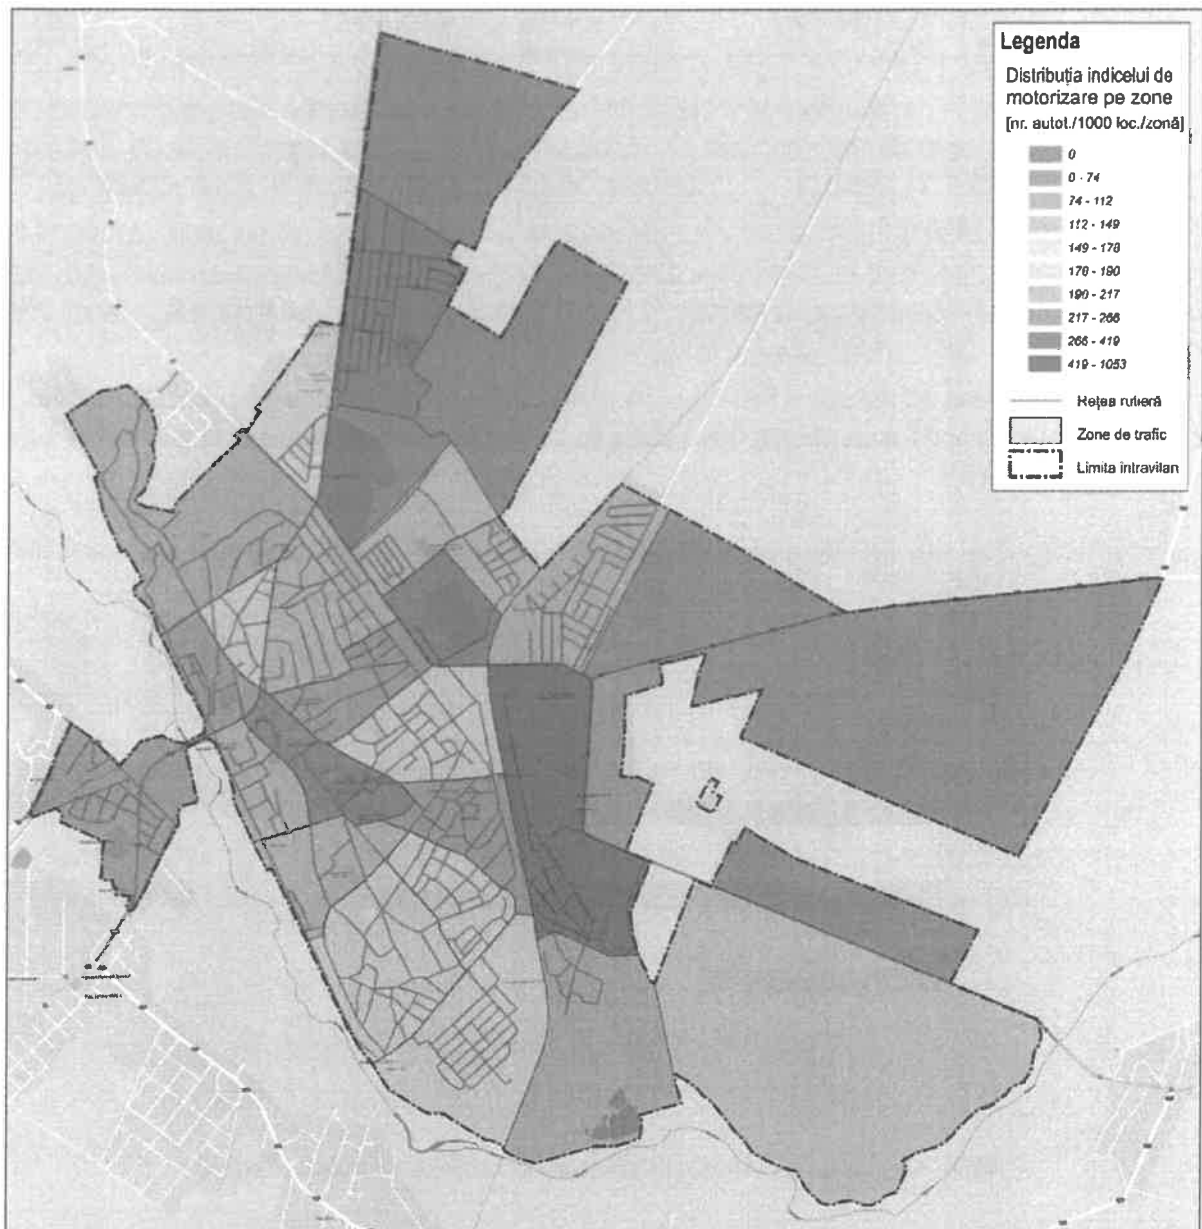 Legenda
Distribuția indicelui de
motorizare pe zone
[nr. autot./1000 loc./zonă]
0
0 - 74
74 - 112
112 - 149
149 - 178
178 - 190
190 - 217
217 - 266
266 - 419
419 - 1053
Rețea rutieră
Zone de trafic
Limita intravilan